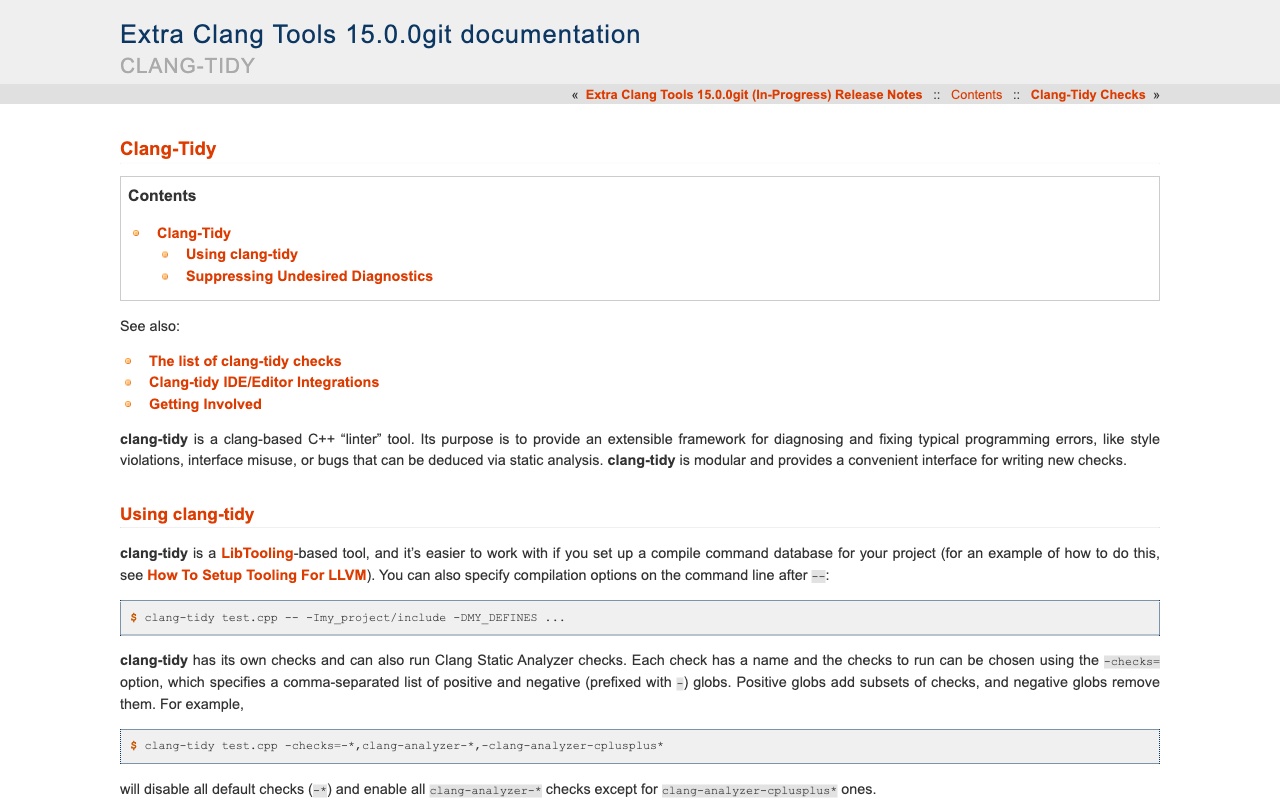 Extra Clang Tools 15.0.0git documentation
CLANG-TIDY
« Extra Clang Tools 15.0.0git (In-Progress) Release Notes :: Contents :: Clang-Tidy Checks »
Clang-Tidy
Contents
Clang-Tidy
Using clang-tidy
Suppressing Undesired Diagnostics
See also:
The list of clang-tidy checks
Clang-tidy IDE/Editor Integrations
Getting Involved
clang-tidy is a clang-based C++ “linter” tool. Its purpose is to provide an extensible framework for diagnosing and fixing typical programming errors, like style
violations, interface misuse, or bugs that can be deduced via static analysis. clang-tidy is modular and provides a convenient interface for writing new checks.
Using clang-tidy
clang-tidy is a LibTooling-based tool, and it’s easier to work with if you set up a compile command database for your project (for an example of how to do this,
see How To Setup Tooling For LLVM). You can also specify compilation options on the command line after --:
$ clang-tidy test.cpp -- -Imy_project/include -DMY_DEFINES ...
clang-tidy has its own checks and can also run Clang Static Analyzer checks. Each check has a name and the checks to run can be chosen using the -checks=
option, which specifies a comma-separated list of positive and negative (prefixed with -) globs. Positive globs add subsets of checks, and negative globs remove
them. For example,
$ clang-tidy test.cpp -checks=-*,clang-analyzer-*,-clang-analyzer-cplusplus*
will disable all default checks (-*) and enable all clang-analyzer-* checks except for clang-analyzer-cplusplus* ones.